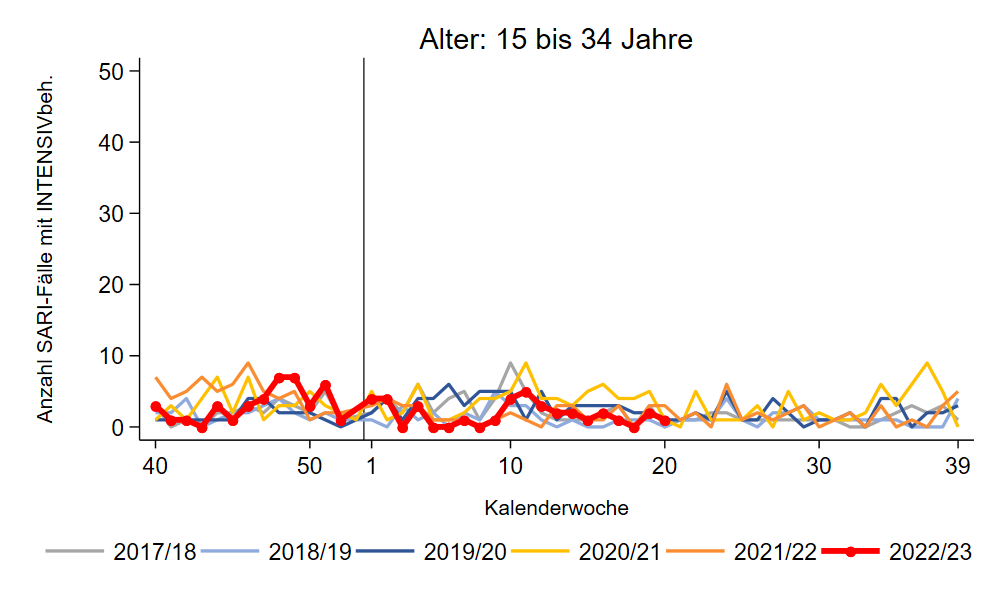 Alter: 15 bis 34 Jahre
Anzahl SARI-Fälle mit INTENSIVbeh.
50
40
30
20
10
0
40 50 1 10 20 30 39
Kalenderwoche
2017/18 2018/19 2019/20 2020/21 2021/22 2022/23